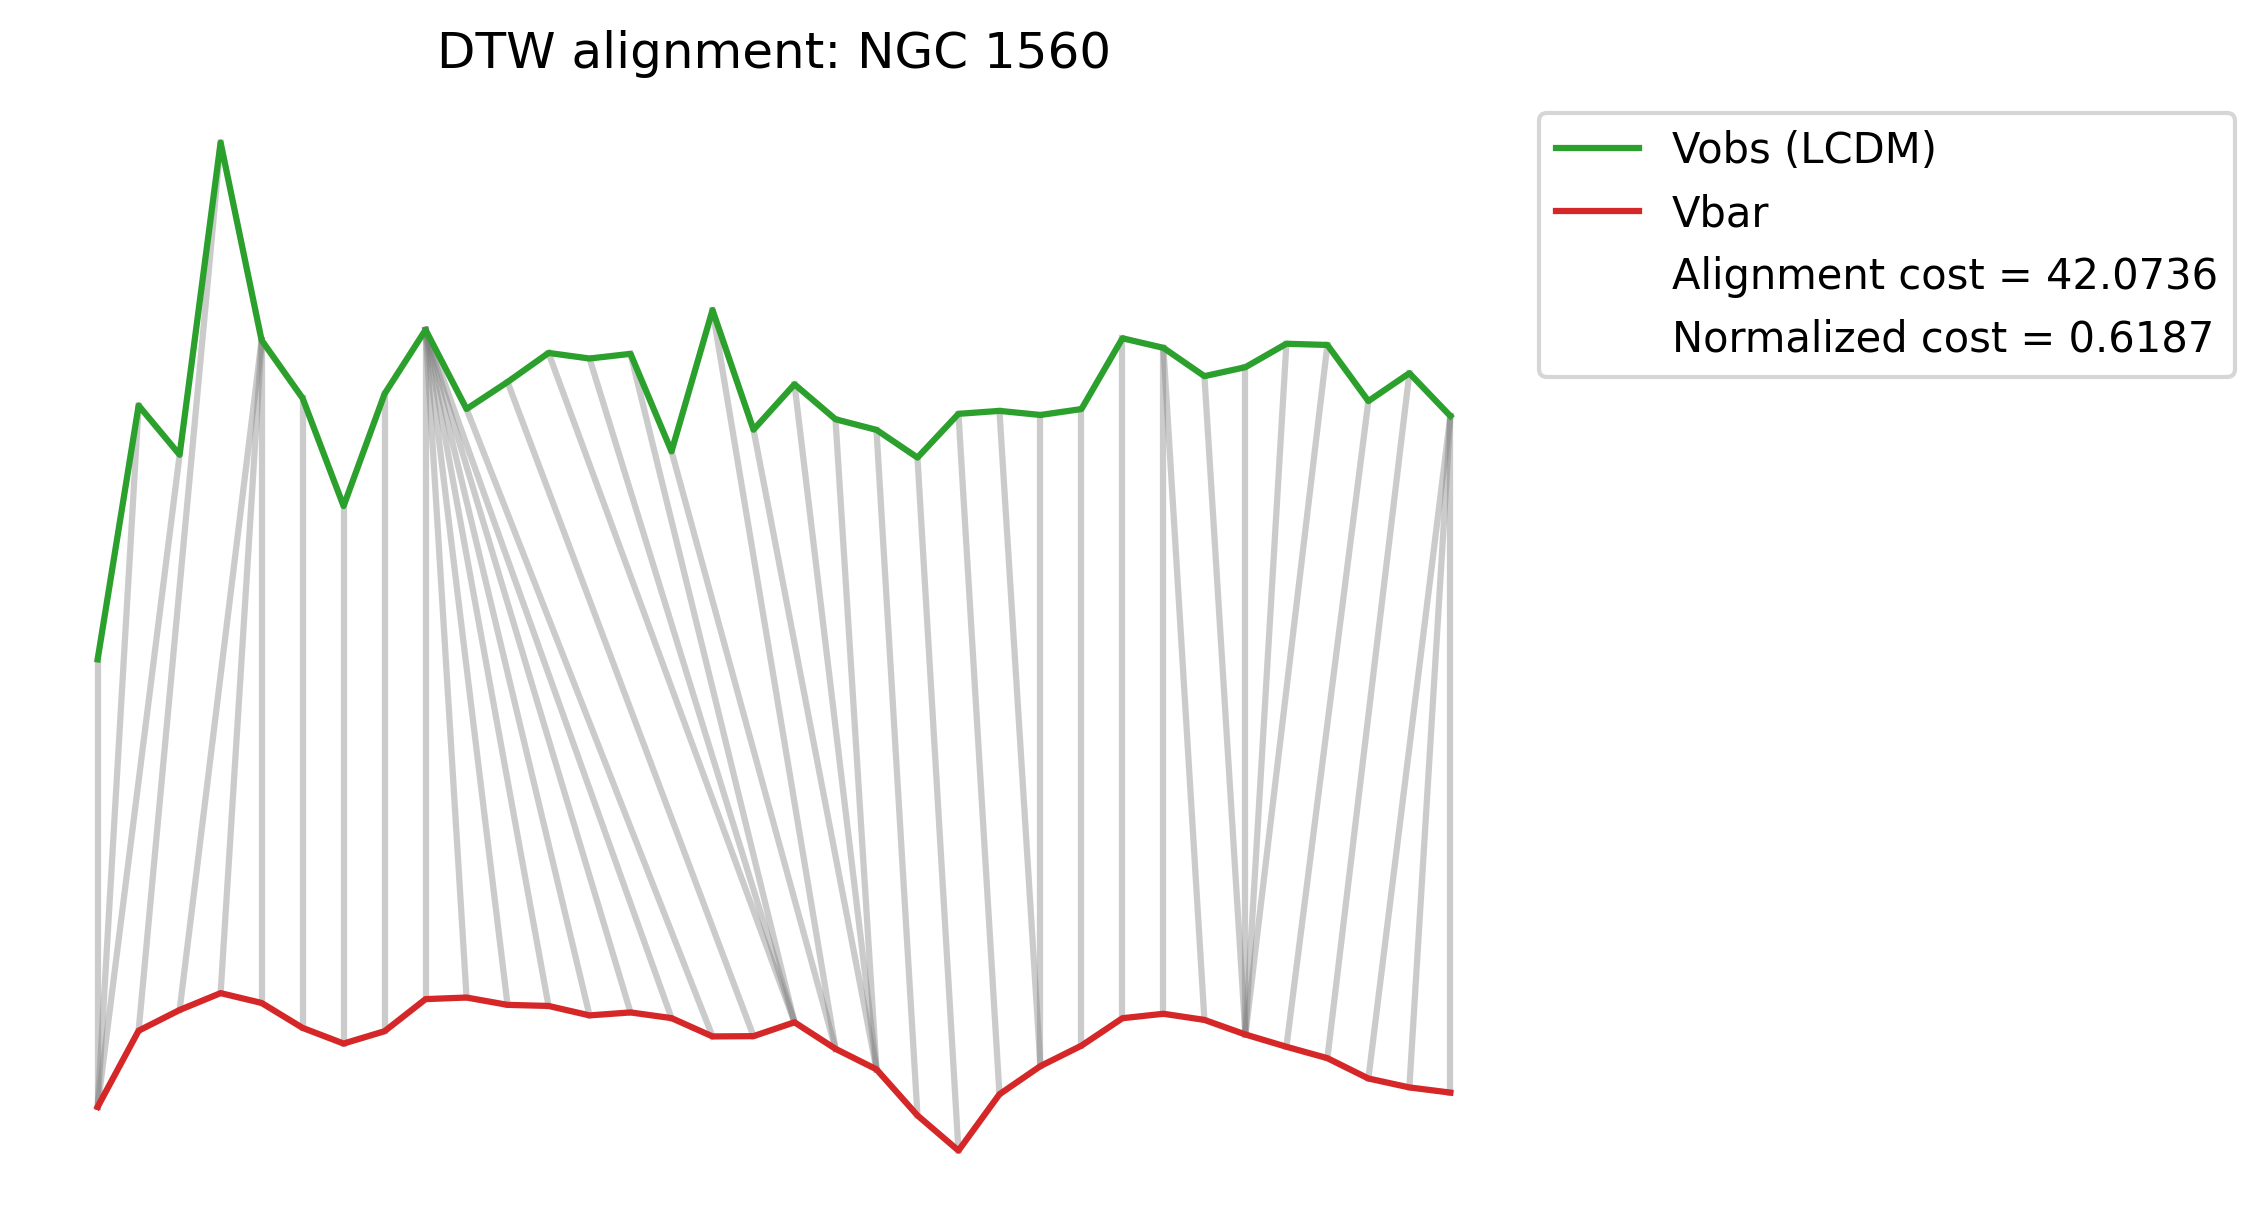 DTW alignment: NGC 1560
Vobs (LCDM)
Vbar
Alignment cost = 42.0736
Normalized cost = 0.6187